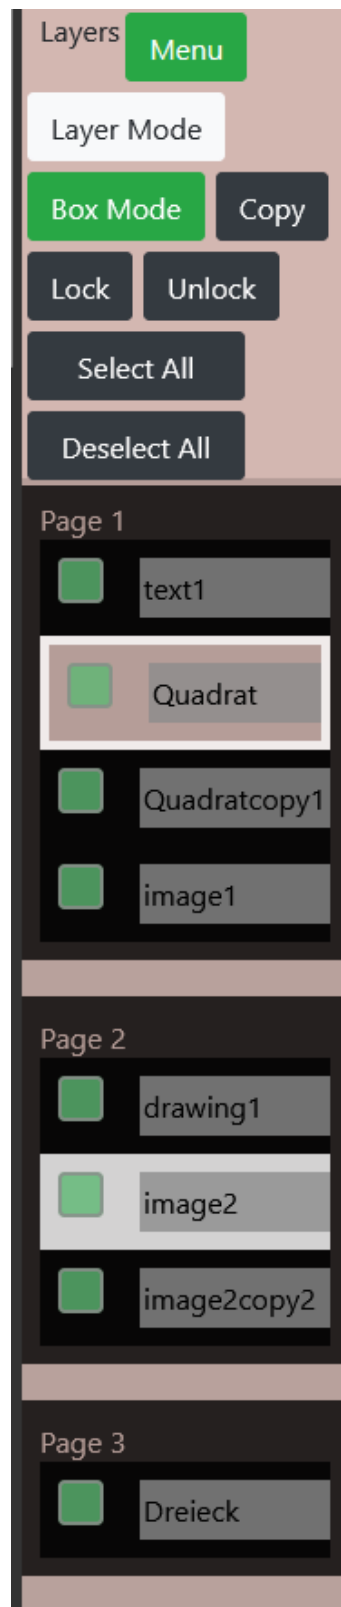 Layers Menu
Layer Mode
Box Mode Copy
Lock Unlock
Select All
Deselect All
Page 1
text1
Quadrat
Quadratcopy1
image1
Page 2
drawing1
image2
image2copy2
Page 3
Dreieck